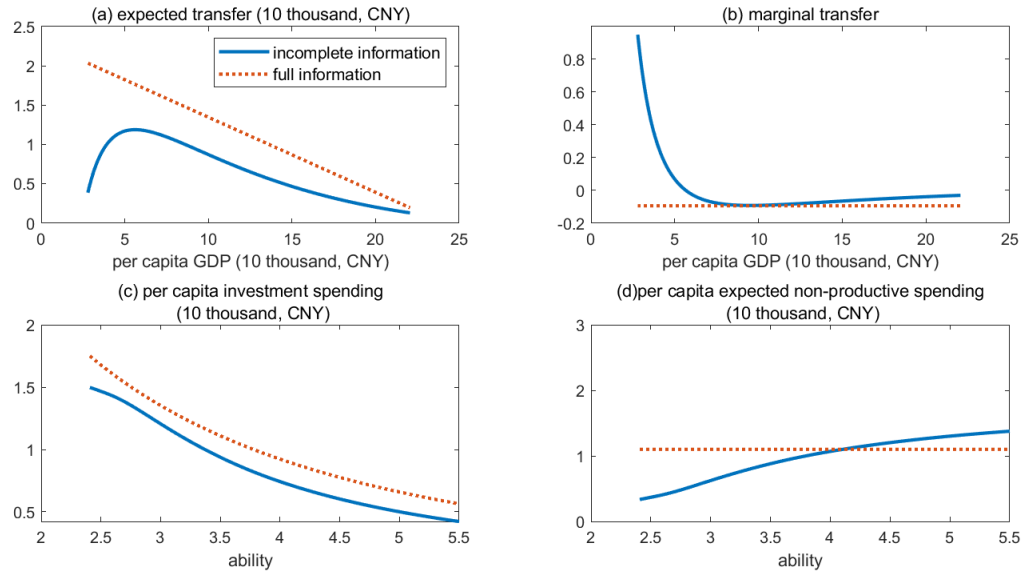 (a) expected transfer (10 thousand, CNY)
2.5
2
1.5
1
0.5
0
0 5 10 15 20 25
per capita GDP (10 thousand, CNY)
incomplete information
full information
(b) marginal transfer
0.8
0.6
0.4
0.2
0
-0.2
0 5 10 15 20 25
per capita GDP (10 thousand, CNY)
(c) per capita investment spending
(10 thousand, CNY)
2
1.5
1
0.5
2 2.5 3 3.5 4 4.5 5 5.5
ability
(d)per capita expected non-productive spending
(10 thousand, CNY)
3
2
1
0
2 2.5 3 3.5 4 4.5 5 5.5
ability